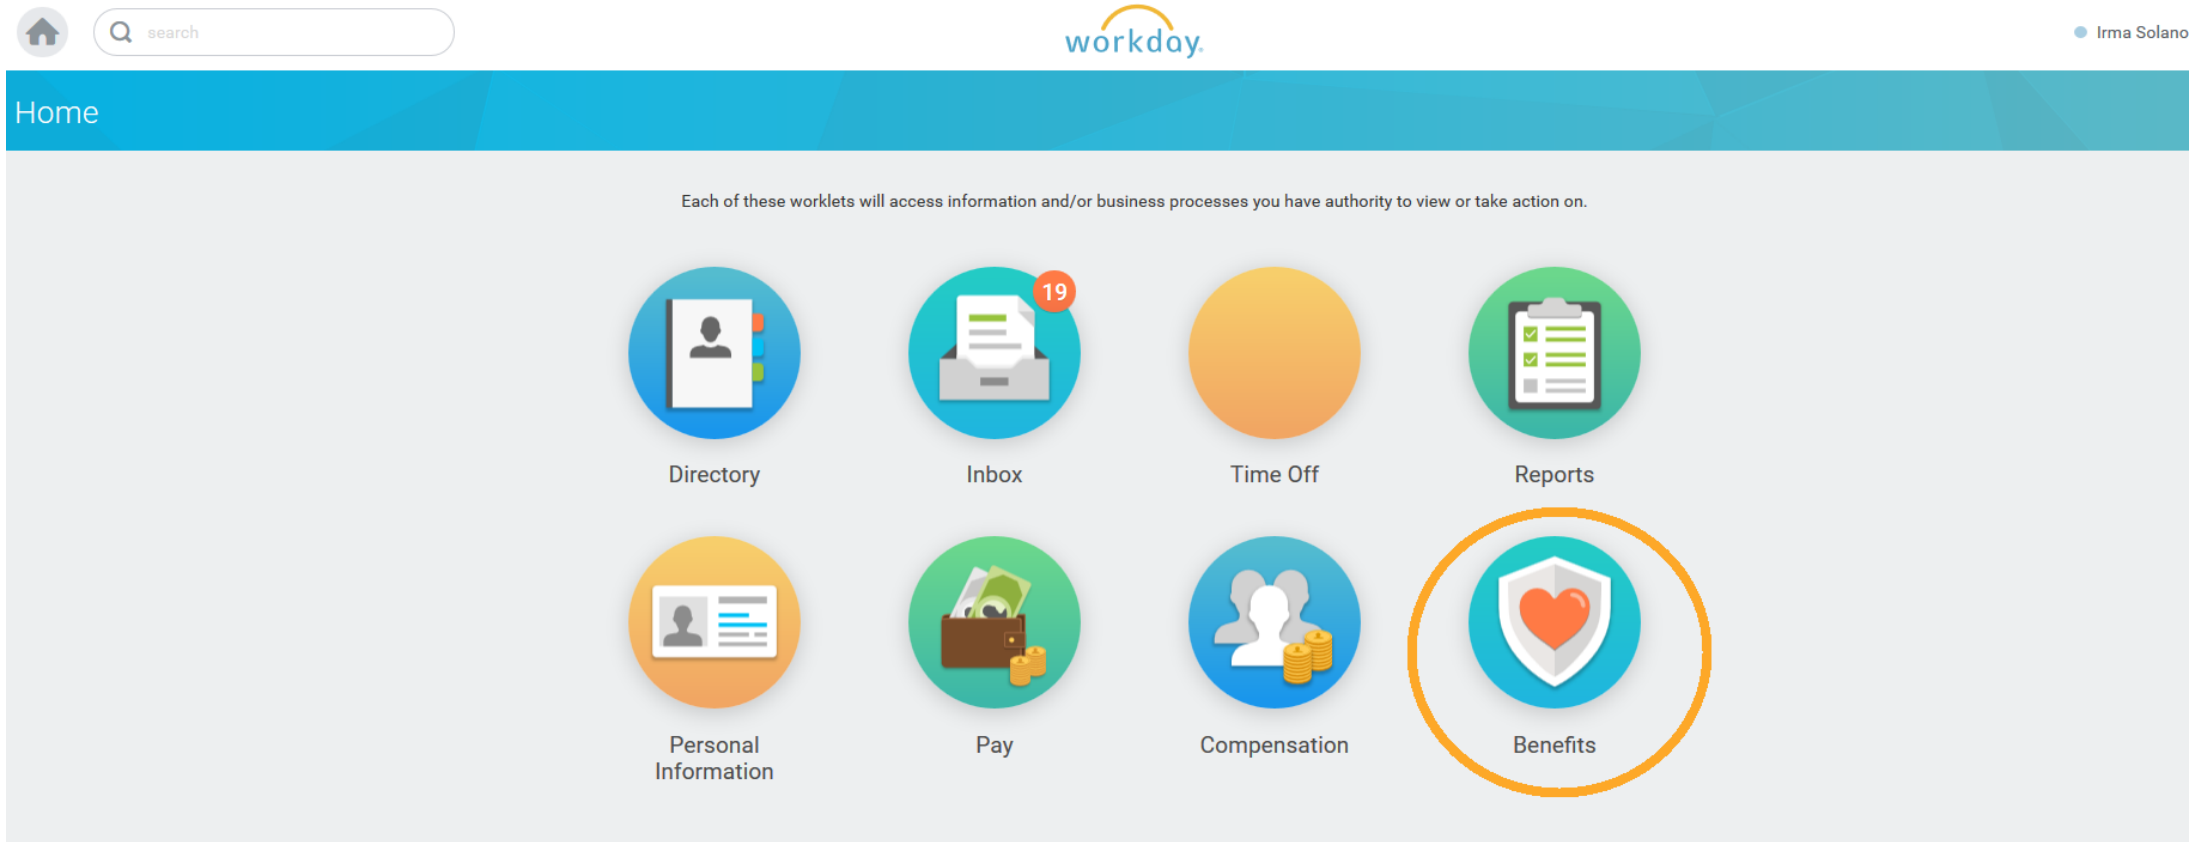 search
workday.
Irma Solano
Home
Each of these worklets will access information and/or business processes you have authority to view or take action on.
19
Directory
Inbox
Time Off
Reports
Personal
Information
Pay
Compensation
Benefits